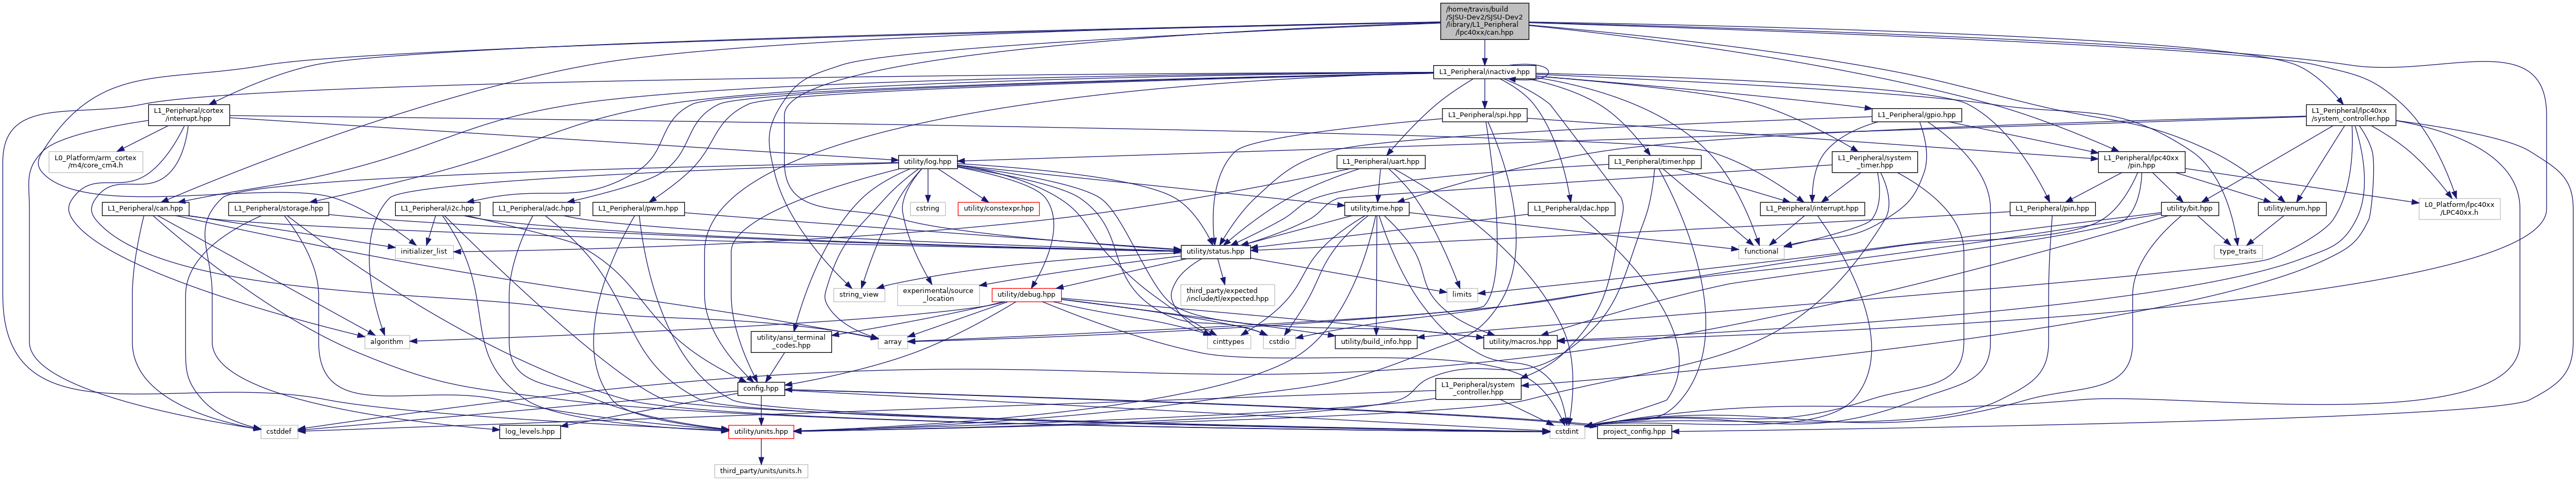 /home/travis/build
/SJSU-Dev2/SJSU-Dev2
/library/L1_Peripheral
/lpc40xx/can.hpp
L1_Peripheral/inactive.hpp
L1_Peripheral/cortex
/interrupt.hpp
L1_Peripheral/spi.hpp
L1_Peripheral/gpio.hpp
L1_Peripheral/lpc40xx
/system_controller.hpp
L0_Platform/arm_cortex
/m4/core_cm4.h
utility/log.hpp
L1_Peripheral/uart.hpp
L1_Peripheral/timer.hpp
L1_Peripheral/system
_timer.hpp
L1_Peripheral/lpc40xx
/pin.hpp
L1_Peripheral/can.hpp
L1_Peripheral/storage.hpp
L1_Peripheral/i2c.hpp
L1_Peripheral/adc.hpp
L1_Peripheral/pwm.hpp
cstring
utility/constexpr.hpp
utility/time.hpp
L1_Peripheral/dac.hpp
L1_Peripheral/interrupt.hpp
L1_Peripheral/pin.hpp
utility/bit.hpp
utility/enum.hpp
L0_Platform/lpc40xx
/LPC40xx.h
initializer_list
utility/status.hpp
functional
type_traits
string_view
experimental/source
_location
utility/debug.hpp
third_party/expected
/include/tl/expected.hpp
limits
algorithm
utility/ansi_terminal
_codes.hpp
array
cinttypes
cstdio
utility/build_info.hpp
utility/macros.hpp
config.hpp
L1_Peripheral/system
_controller.hpp
cstddef
log_levels.hpp
utility/units.hpp
cstdint
project_config.hpp
third_party/units/units.h